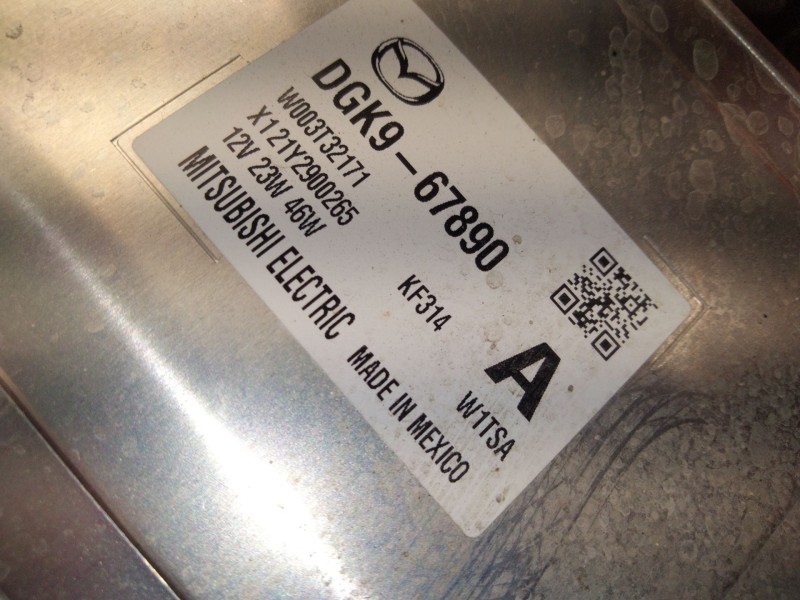 DGK9-67890
W003T32171
X121Y2900265
12V 23W 46W
MITSUBISHI ELECTRIC
KF314
A
W1TSA
MADE IN MEXICO